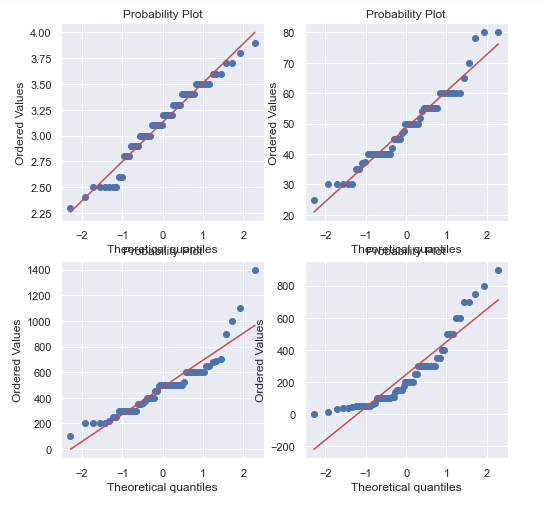 Probability Plot
4.00
3.75
3.50
3.25
3.00
2.75
2.50
2.25
Ordered Values
−2 −1 0 1 2
Theoretical quantiles
Probability Plot
80
70
60
50
40
30
20
Ordered Values
−2 −1 0 1 2
Theoretical quantiles
Probability Plot
1400
1200
1000
800
600
400
200
0
Ordered Values
−2 −1 0 1 2
Theoretical quantiles
Probability Plot
800
600
400
200
0
−200
Ordered Values
−2 −1 0 1 2
Theoretical quantiles